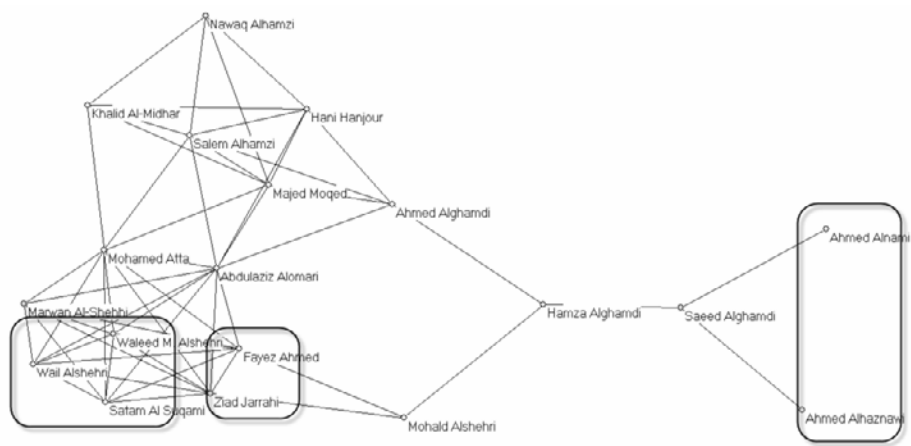 Nawaq Alhamzi
Khalid Al-Midhar
Hani Hanjour
Salem Alhamzi
Majed Moqed
Ahmed Alghamdi
Ahmed Alnami
Mohamed Atta
Abdulaziz Alomari
Marwan Al-Shehhi
Hamza Alghamdi
Saeed Alghamdi
Waleed M. Alshehri
Fayez Ahmed
Wail Alshehri
Satam Al Suqami
Ziad Jarrahi
Mohald Alshehri
Ahmed Alhaznawi